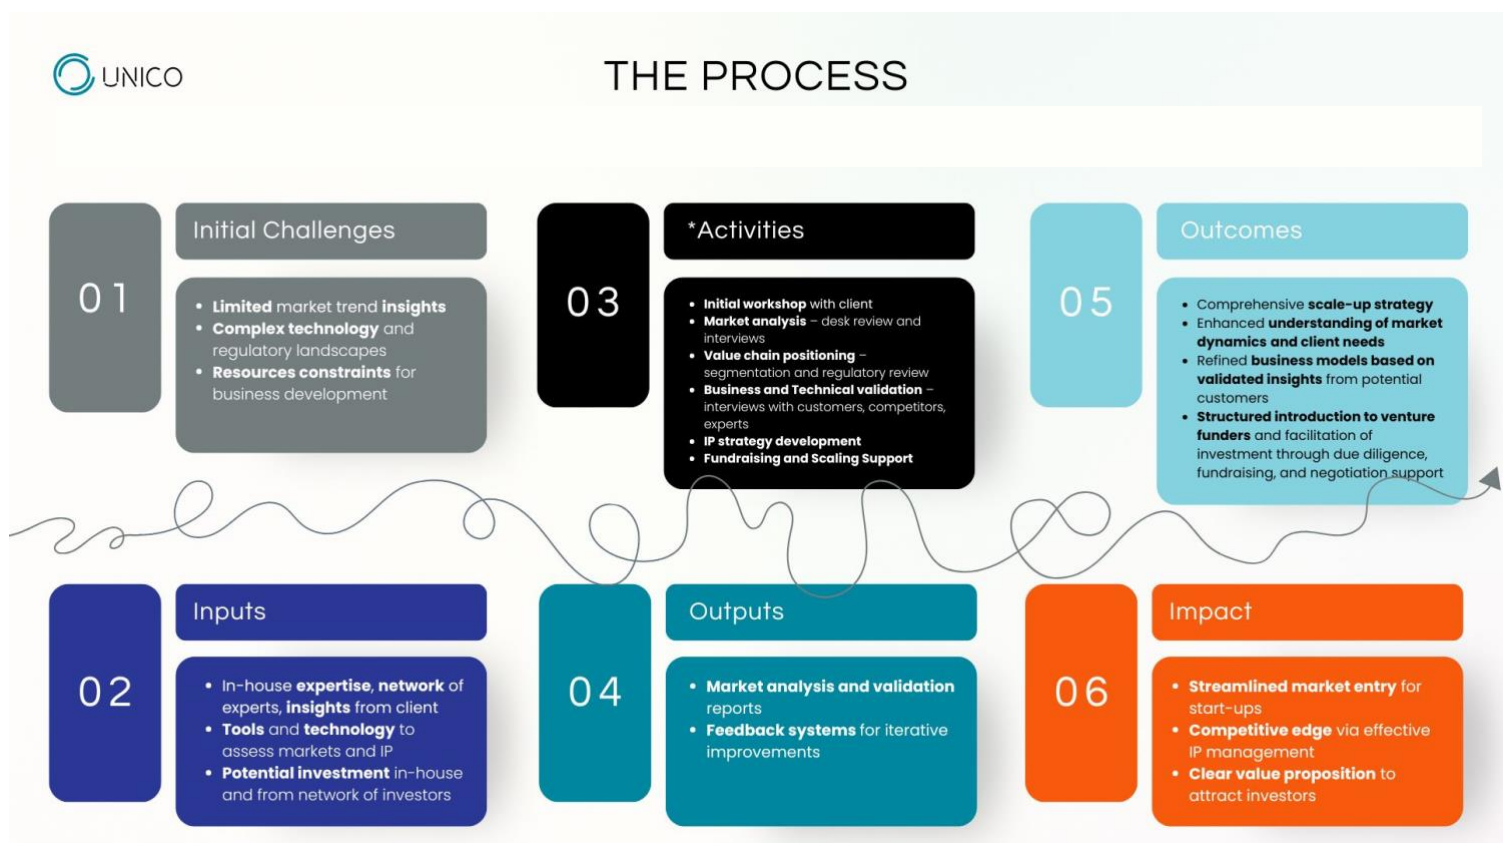 UNICO
THE PROCESS
01
Initial Challenges
• Limited market trend insights
• Complex technology and
regulatory landscapes
• Resources constraints for
business development
02
Inputs
• In-house expertise, network of
experts, insights from client
• Tools and technology to
assess markets and IP
• Potential investment in-house
and from network of investors
03
*Activities
• Initial workshop with client
• Market analysis – desk review and
interviews
• Value chain positioning –
segmentation and regulatory review
• Business and Technical validation –
interviews with customers, competitors,
experts
• IP strategy development
• Fundraising and Scaling Support
04
Outputs
• Market analysis and validation
reports
• Feedback systems for iterative
improvements
05
Outcomes
• Comprehensive scale-up strategy
• Enhanced understanding of market
dynamics and client needs
• Refined business models based on
validated insights from potential
customers
• Structured introduction to venture
funders and facilitation of
investment through due diligence,
fundraising, and negotiation support
06
Impact
• Streamlined market entry for
start-ups
• Competitive edge via effective
IP management
• Clear value proposition to
attract investors